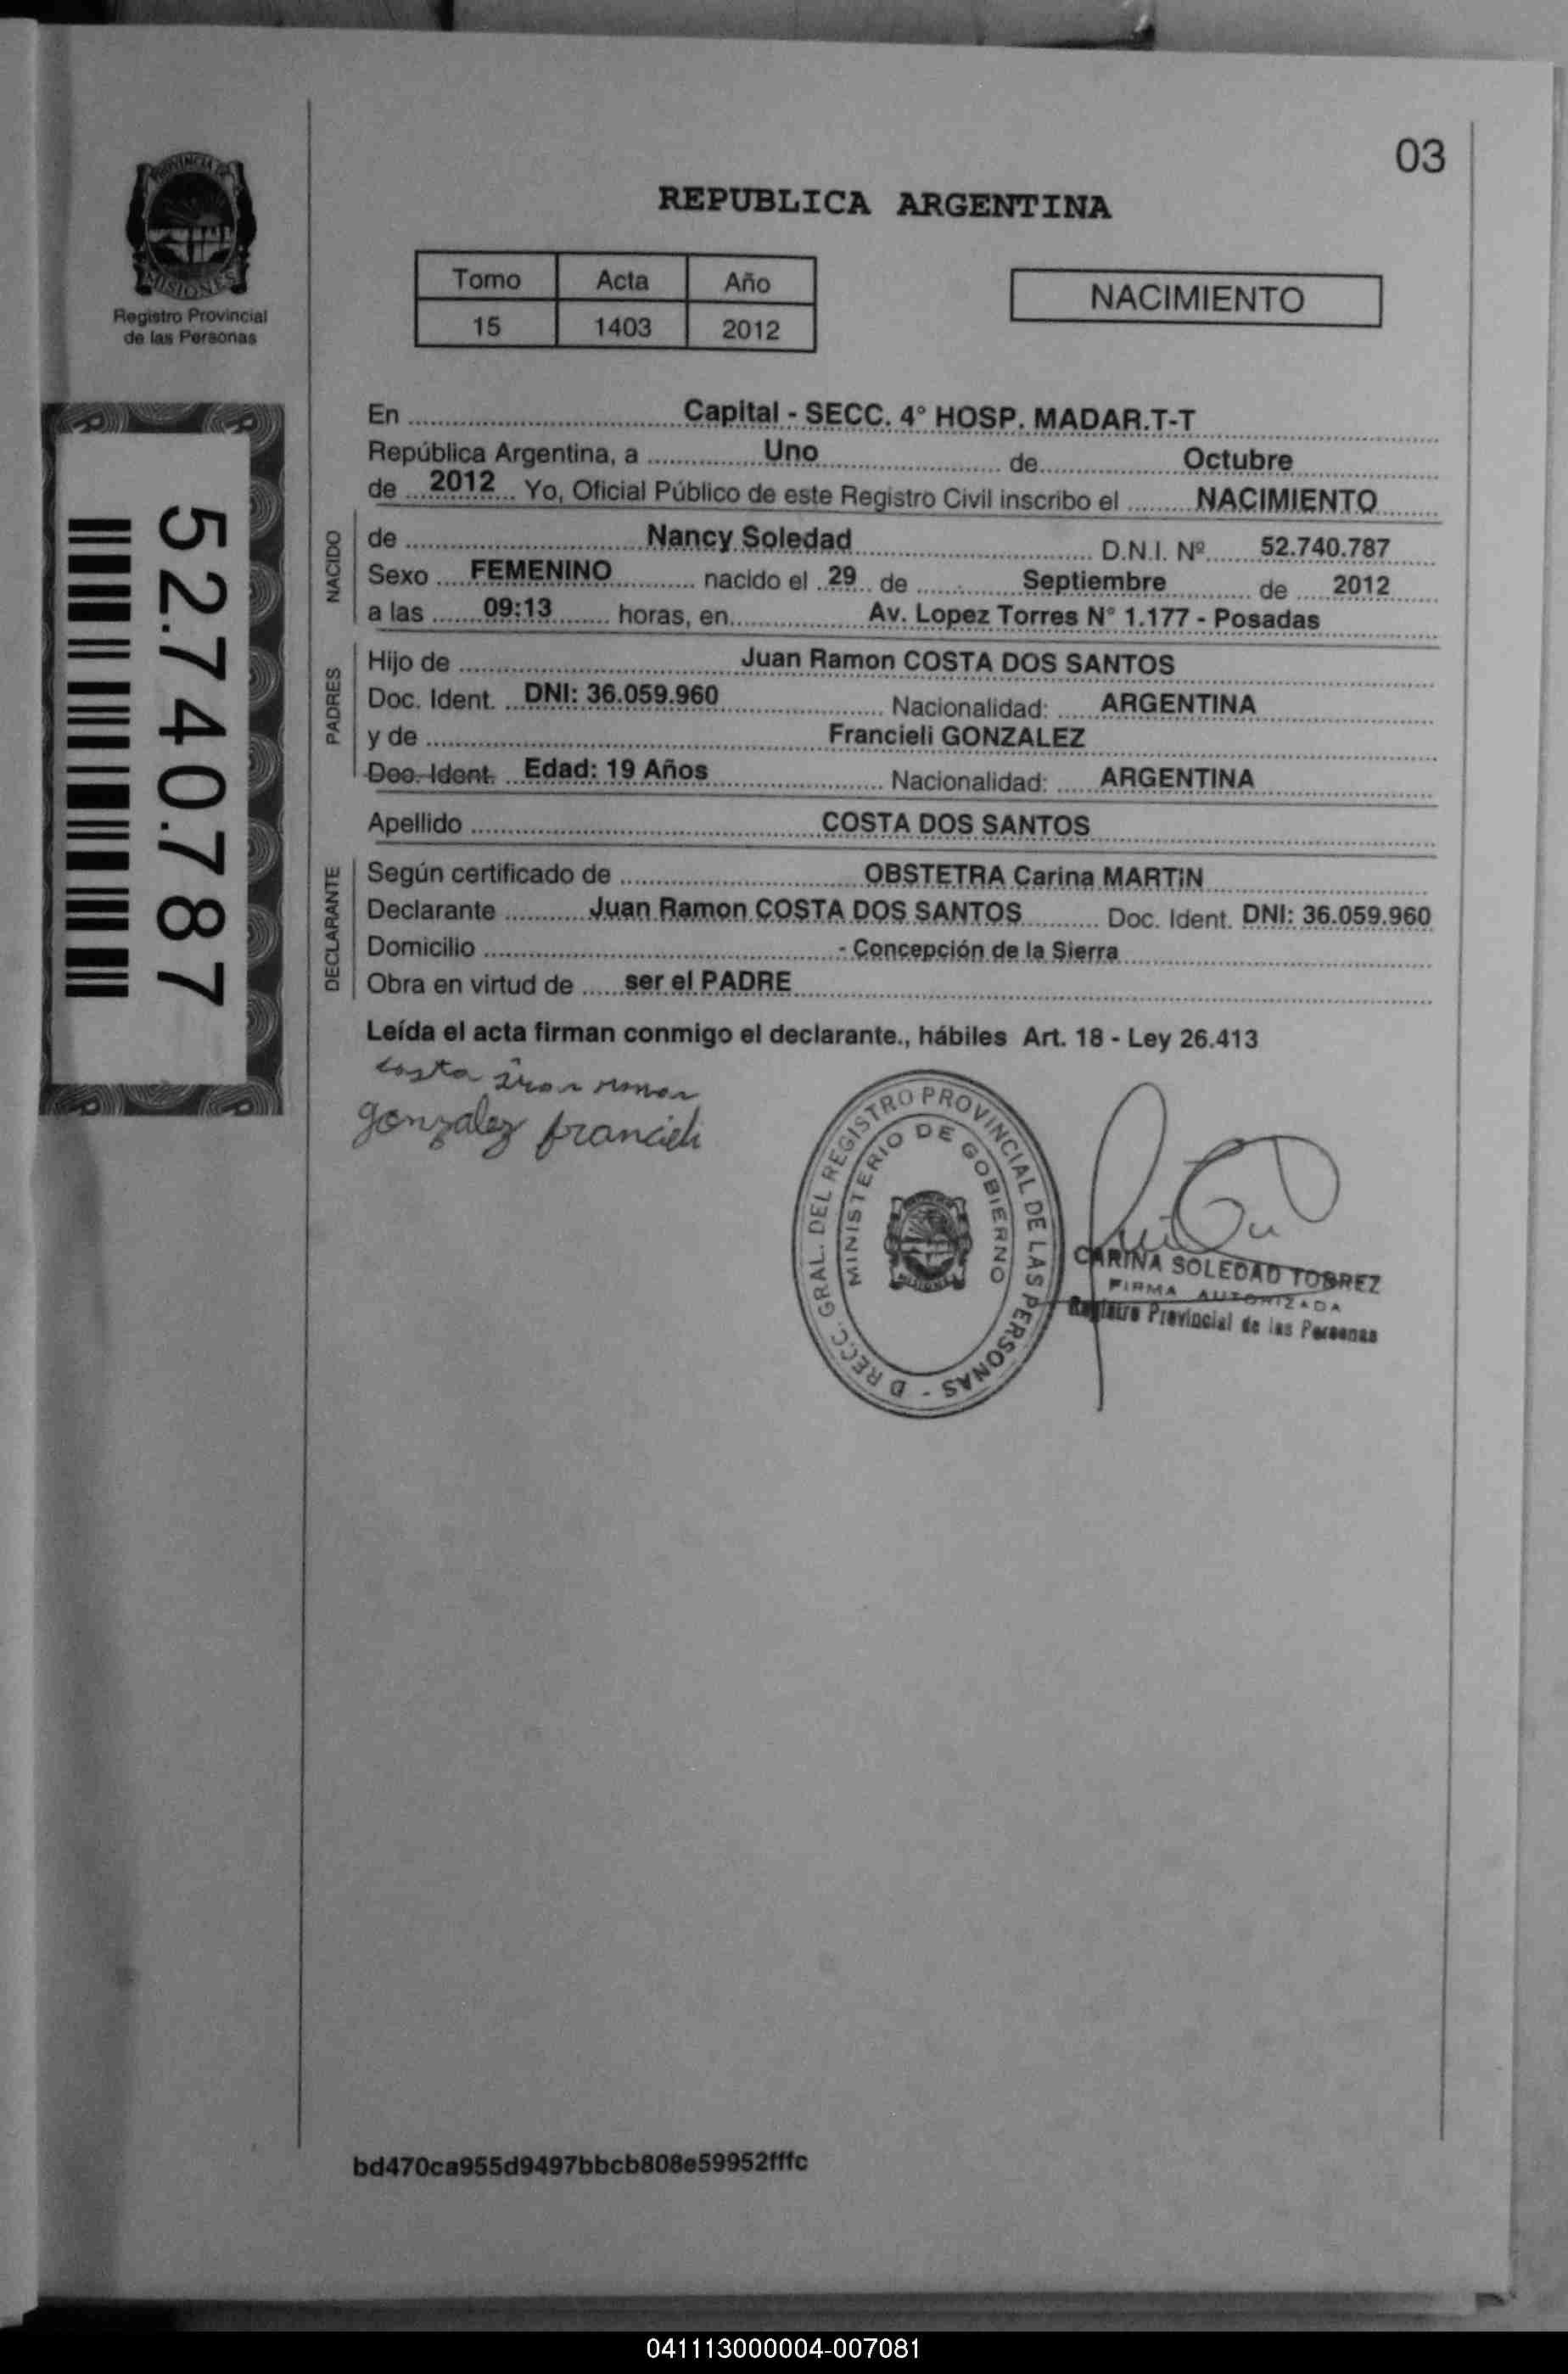 03
PROVINCIA DE
MISIONES
Registro Provincial
de las Personas
REPUBLICA ARGENTINA
Tomo Acta Año
15 1403 2012
NACIMIENTO
52.740.787
En Capital - SECC. 4° HOSP. MADAR.T-T
República Argentina, a Uno de Octubre
de 2012 Yo, Oficial Público de este Registro Civil inscribo el NACIMIENTO
NACIDO
de Nancy Soledad D.N.I. Nº 52.740.787
Sexo FEMENINO nacido el 29 de Septiembre de 2012
a las 09:13 horas, en Av. Lopez Torres N° 1.177 - Posadas
PADRES
Hijo de Juan Ramon COSTA DOS SANTOS
Doc. Ident. DNI: 36.059.960 Nacionalidad: ARGENTINA
y de Francieli GONZALEZ
Doc. Ident. Edad: 19 Años Nacionalidad: ARGENTINA
Apellido COSTA DOS SANTOS
DECLARANTE
Según certificado de OBSTETRA Carina MARTIN
Declarante Juan Ramon COSTA DOS SANTOS Doc. Ident. DNI: 36.059.960
Domicilio - Concepción de la Sierra
Obra en virtud de ser el PADRE
Leída el acta firman conmigo el declarante., hábiles Art. 18 - Ley 26.413
costa
gonzalez francieli
DRECC. GRAL. DEL REGISTRO PROVINCIAL DE LAS PERSONAS -
MINISTERIO DE GOBIERNO
CARINA SOLEDAD TORREZ
FIRMA AUTORIZADA
Registro Provincial de las Personas
bd470ca955d9497bbcb808e59952fffc
041113000004-007081